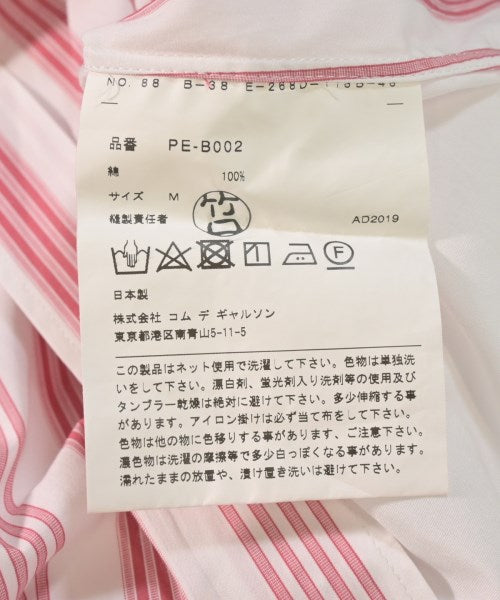 品番 PE-B002
綿 100%
サイズ M
縫製責任者 AD2019
日本製
株式会社 コム デ ギャルソン
東京都港区南青山5-11-5
この製品はネット使用で洗濯して下さい。色物は単独洗
いをして下さい。漂白剤、蛍光剤入り洗剤等の使用及び
タンブラー乾燥は絶対に避けて下さい。多少伸縮する事
があります。アイロン掛けは必ず当て布をして下さい。
色物は他の物に色移りする事があります、ご注意下さい。
濃色物は洗濯の摩擦等で多少白っぽくなる事があります。
濡れたままの放置や、漬け置き洗いは避けて下さい。